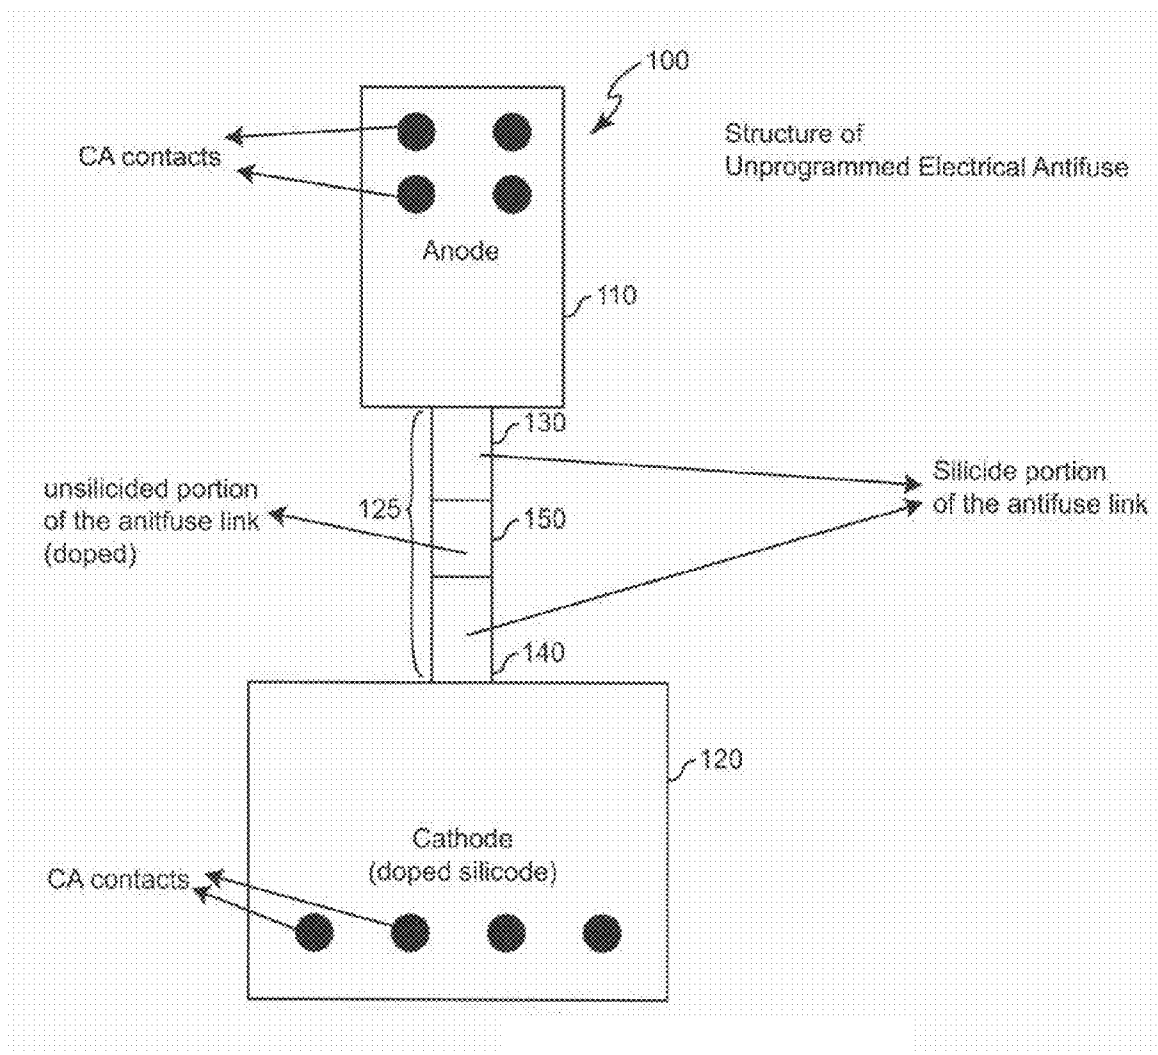 100
Structure of
Unprogrammed Electrical Antifuse
CA contacts
Anode
110
130
Silicide portion
of the antifuse link
unsilicided portion
of the anitfuse link
(doped)
125
150
140
120
Cathode
(doped silicode)
CA contacts